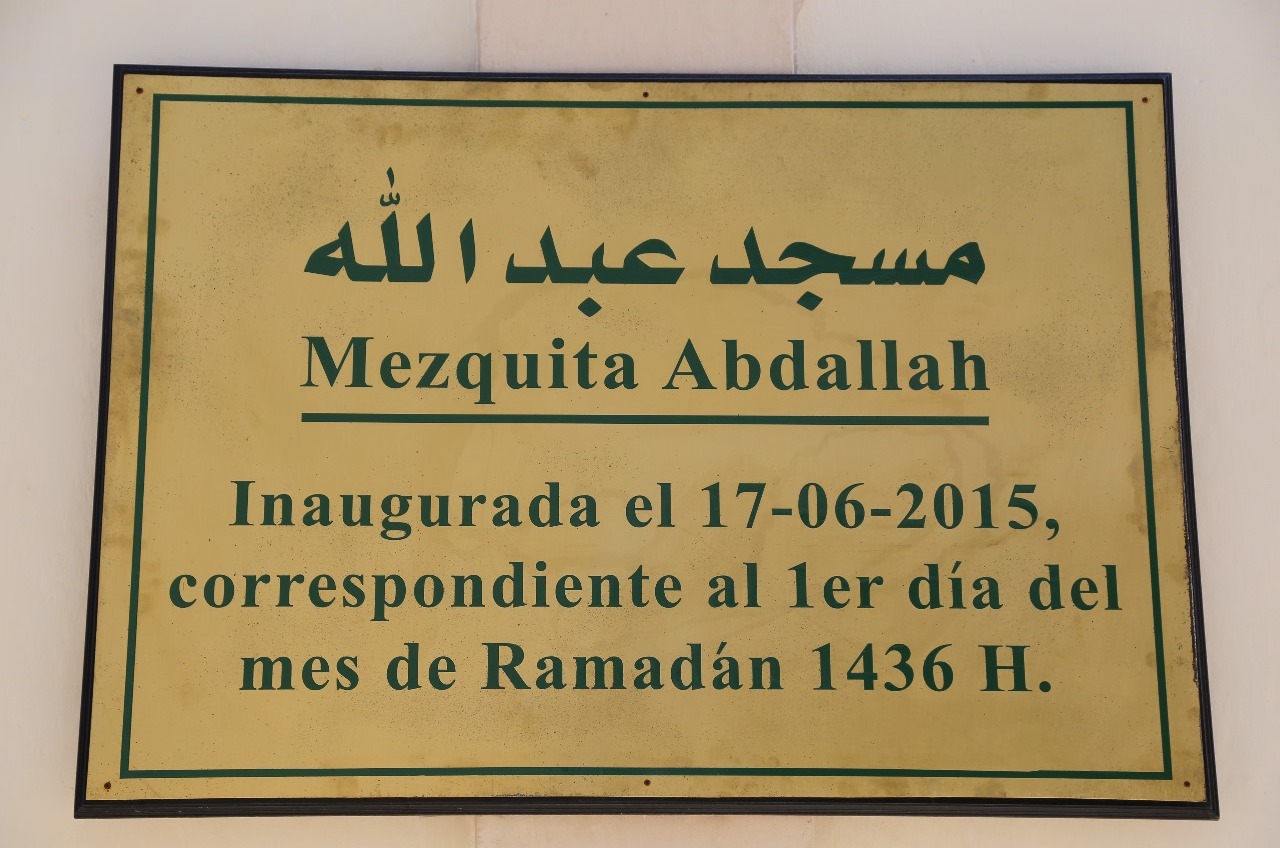 مسجد عبد الله
Mezquita Abdallah
Inaugurada el 17-06-2015,
correspondiente al 1er día del
mes de Ramadán 1436 H.